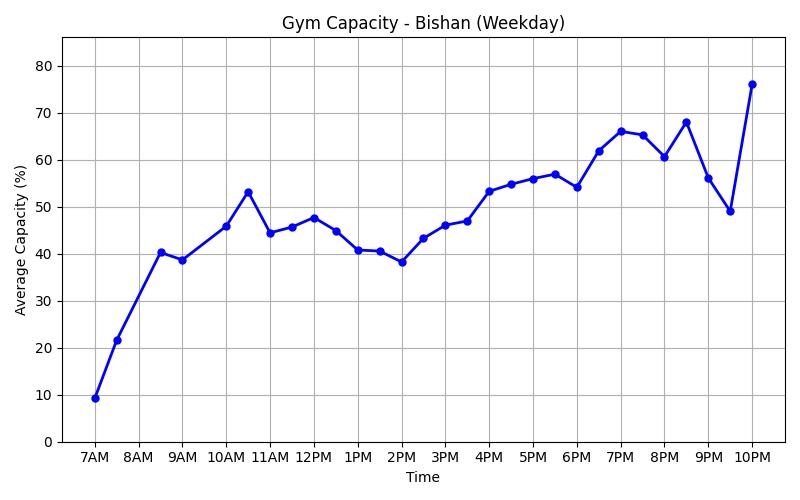 Gym Capacity - Bishan (Weekday)
Average Capacity (%)
80
70
60
50
40
30
20
10
0
7AM 8AM 9AM 10AM 11AM 12PM 1PM 2PM 3PM 4PM 5PM 6PM 7PM 8PM 9PM 10PM
Time